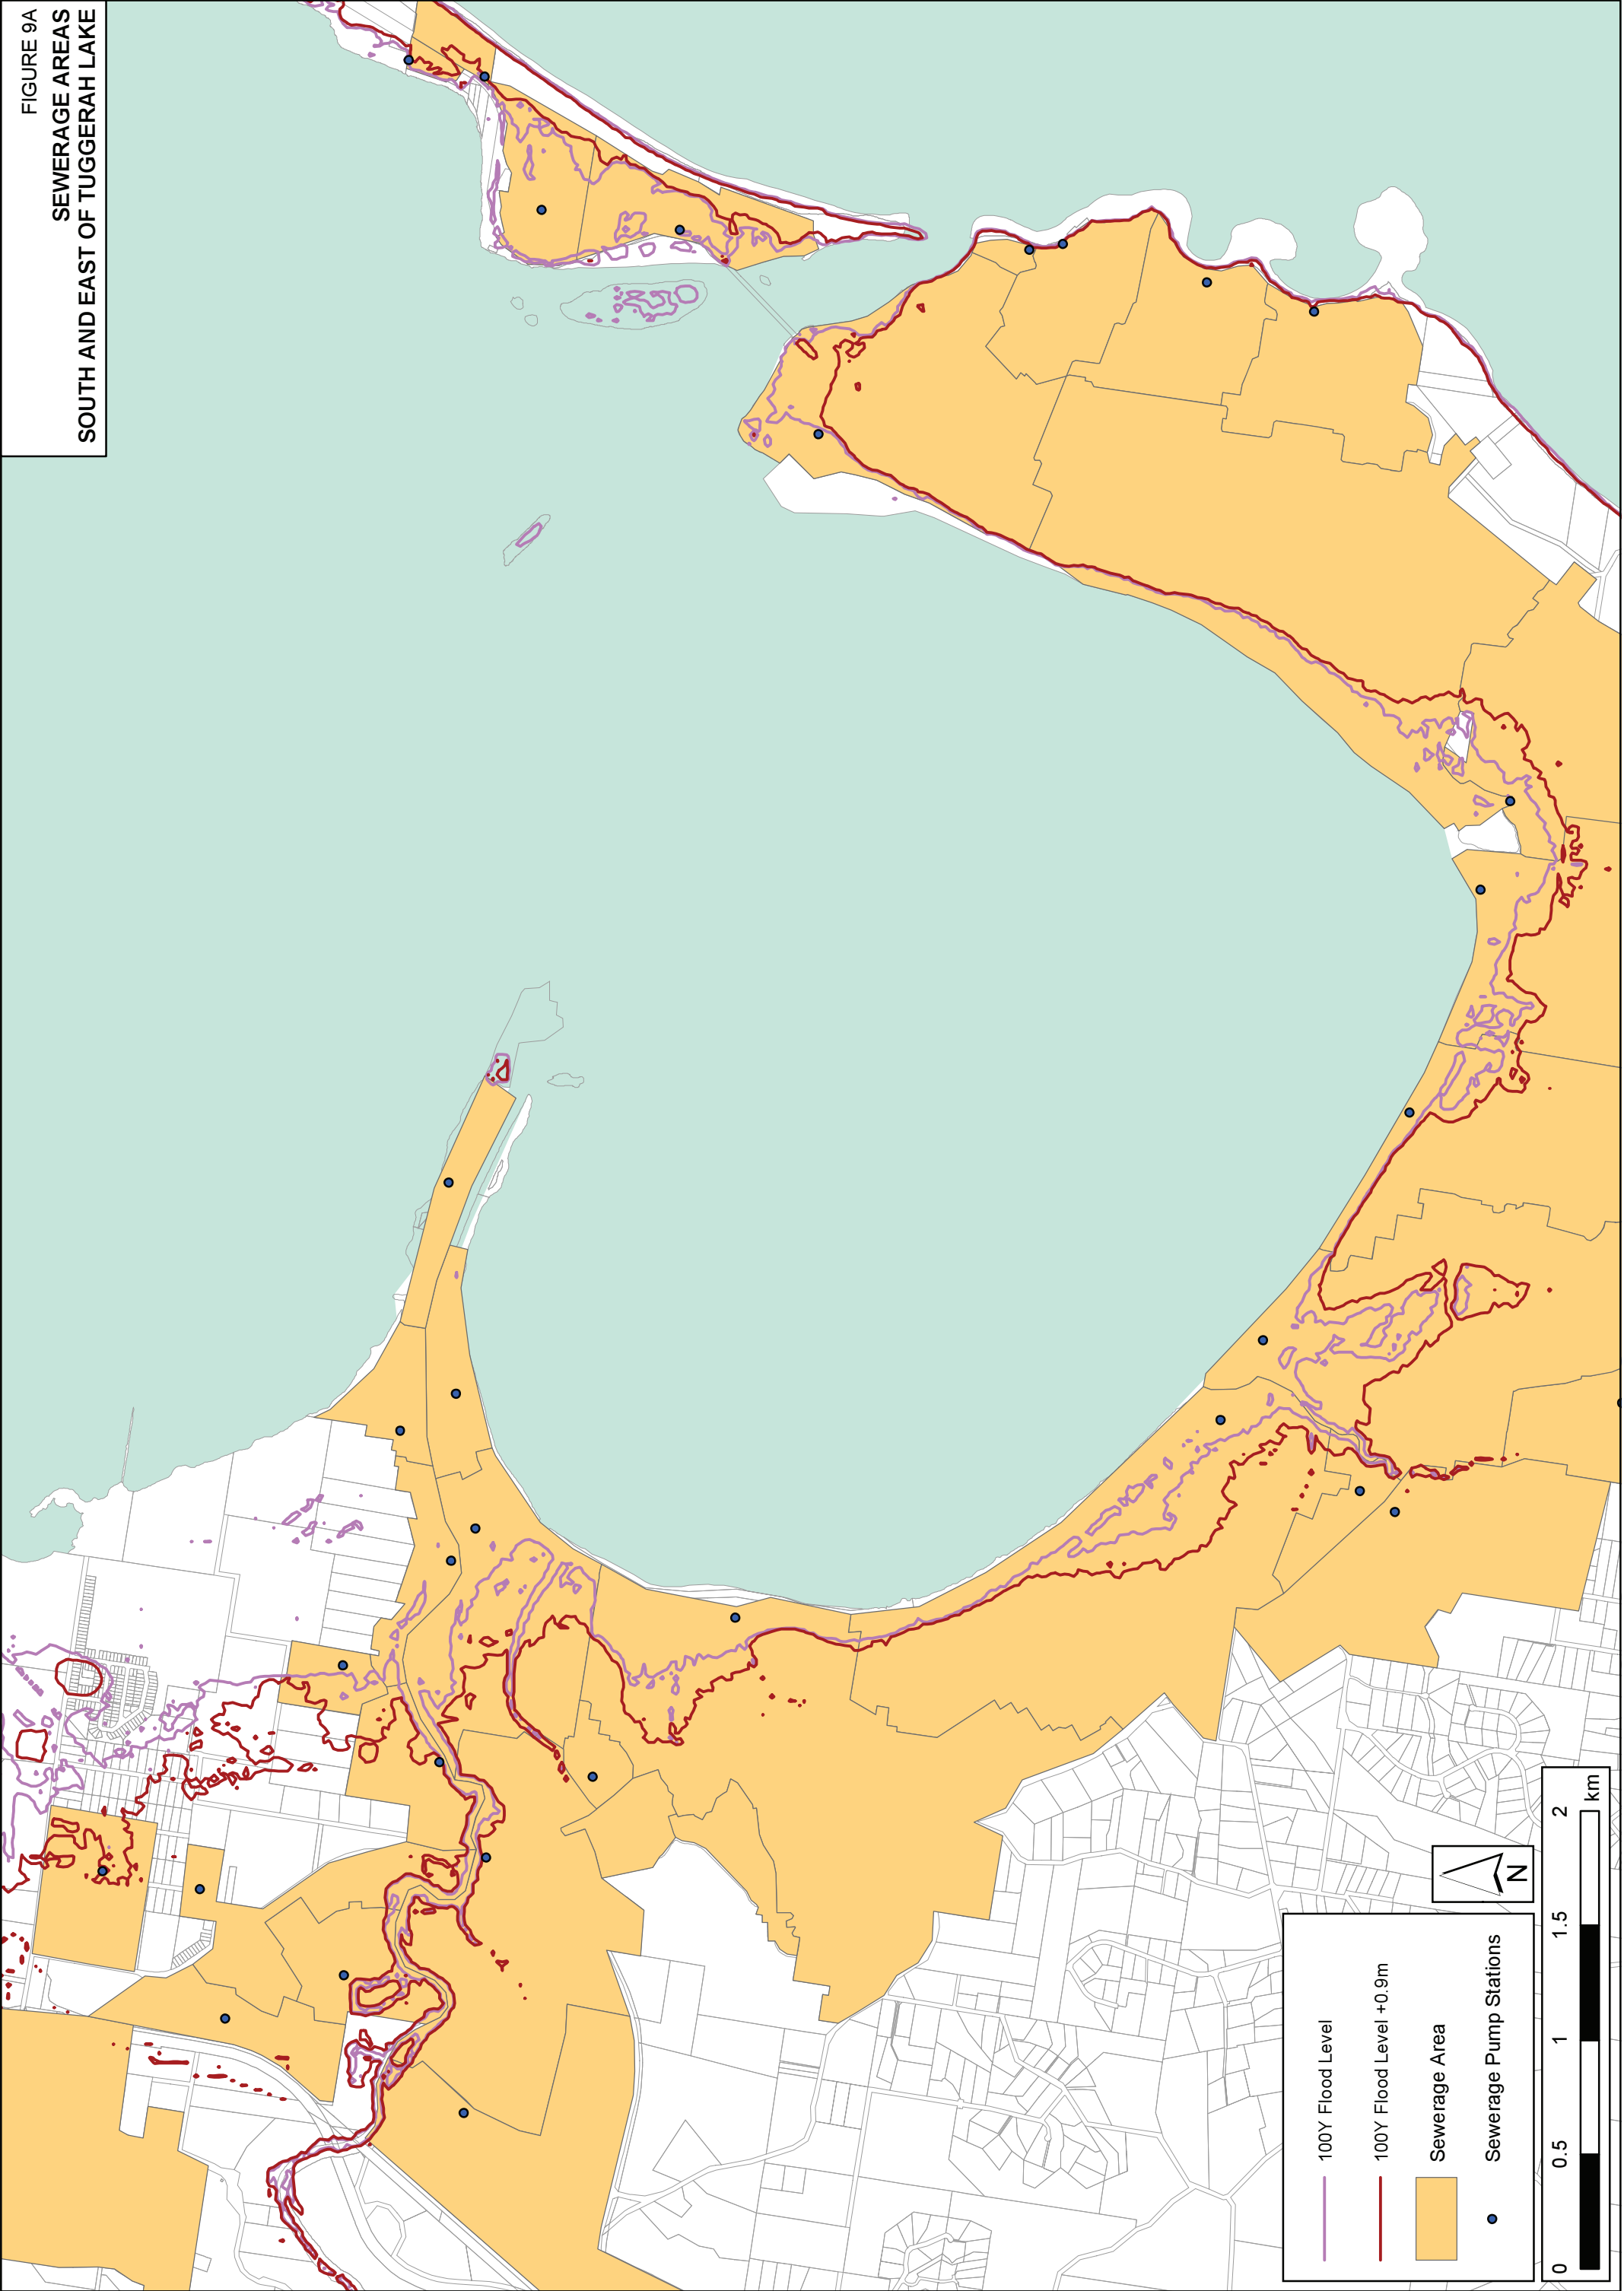 FIGURE 9A
SEWERAGE AREAS
SOUTH AND EAST OF TUGGERAH LAKE
100Y Flood Level
100Y Flood Level +0.9m
Sewerage Area
Sewerage Pump Stations
N
0 0.5 1 1.5 2
km